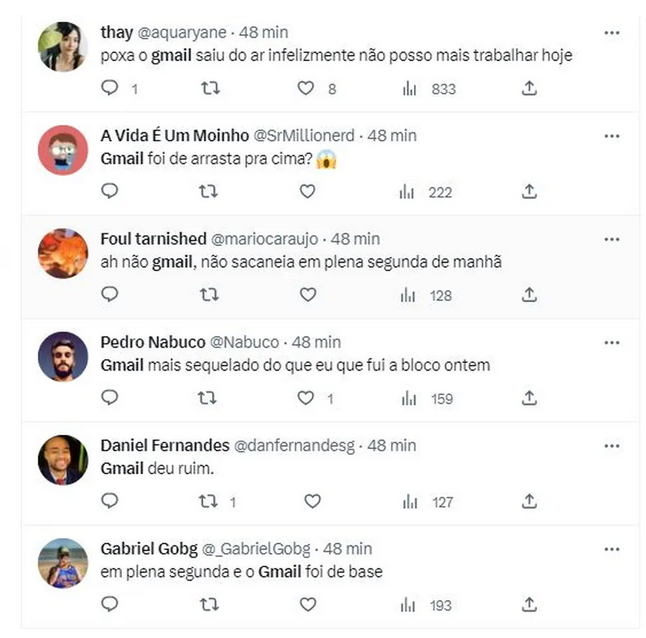 thay @aquaryane · 48 min
poxa o gmail saiu do ar infelizmente não posso mais trabalhar hoje
1 8 833
A Vida É Um Moinho @SrMillionerd · 48 min
Gmail foi de arrasta pra cima? 😱
222
Foul tarnished @mariocaraujo · 48 min
ah não gmail, não sacaneia em plena segunda de manhã
128
Pedro Nabuco @Nabuco · 48 min
Gmail mais sequelado do que eu que fui a bloco ontem
1 159
Daniel Fernandes @danfernandesg · 48 min
Gmail deu ruim.
1 127
Gabriel Gobg @_GabrielGobg · 48 min
em plena segunda e o Gmail foi de base
193